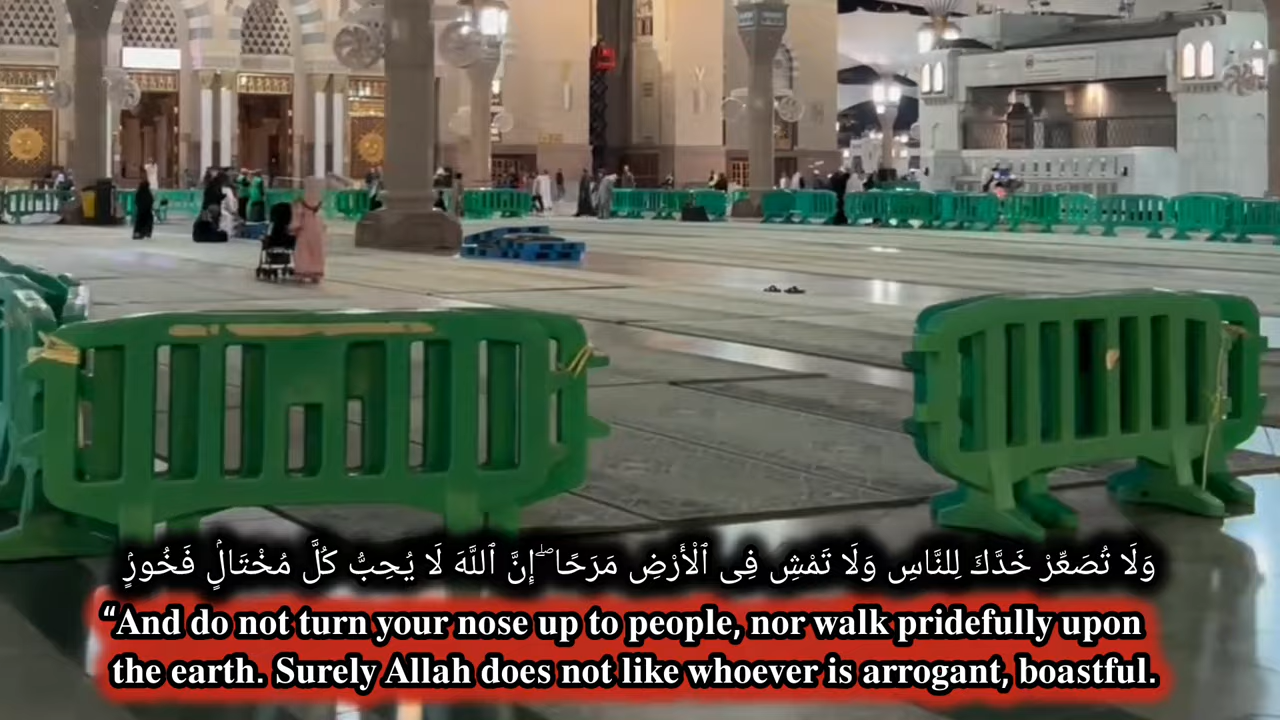 وَلَا تُصَعِّرْ خَدَّكَ لِلنَّاسِ وَلَا تَمْشِ فِى ٱلْأَرْضِ مَرَحًا ۖ إِنَّ ٱللَّهَ لَا يُحِبُّ كُلَّ مُخْتَالٍۢ فَخُورٍۢ
“And do not turn your nose up to people, nor walk pridefully upon
the earth. Surely Allah does not like whoever is arrogant, boastful.